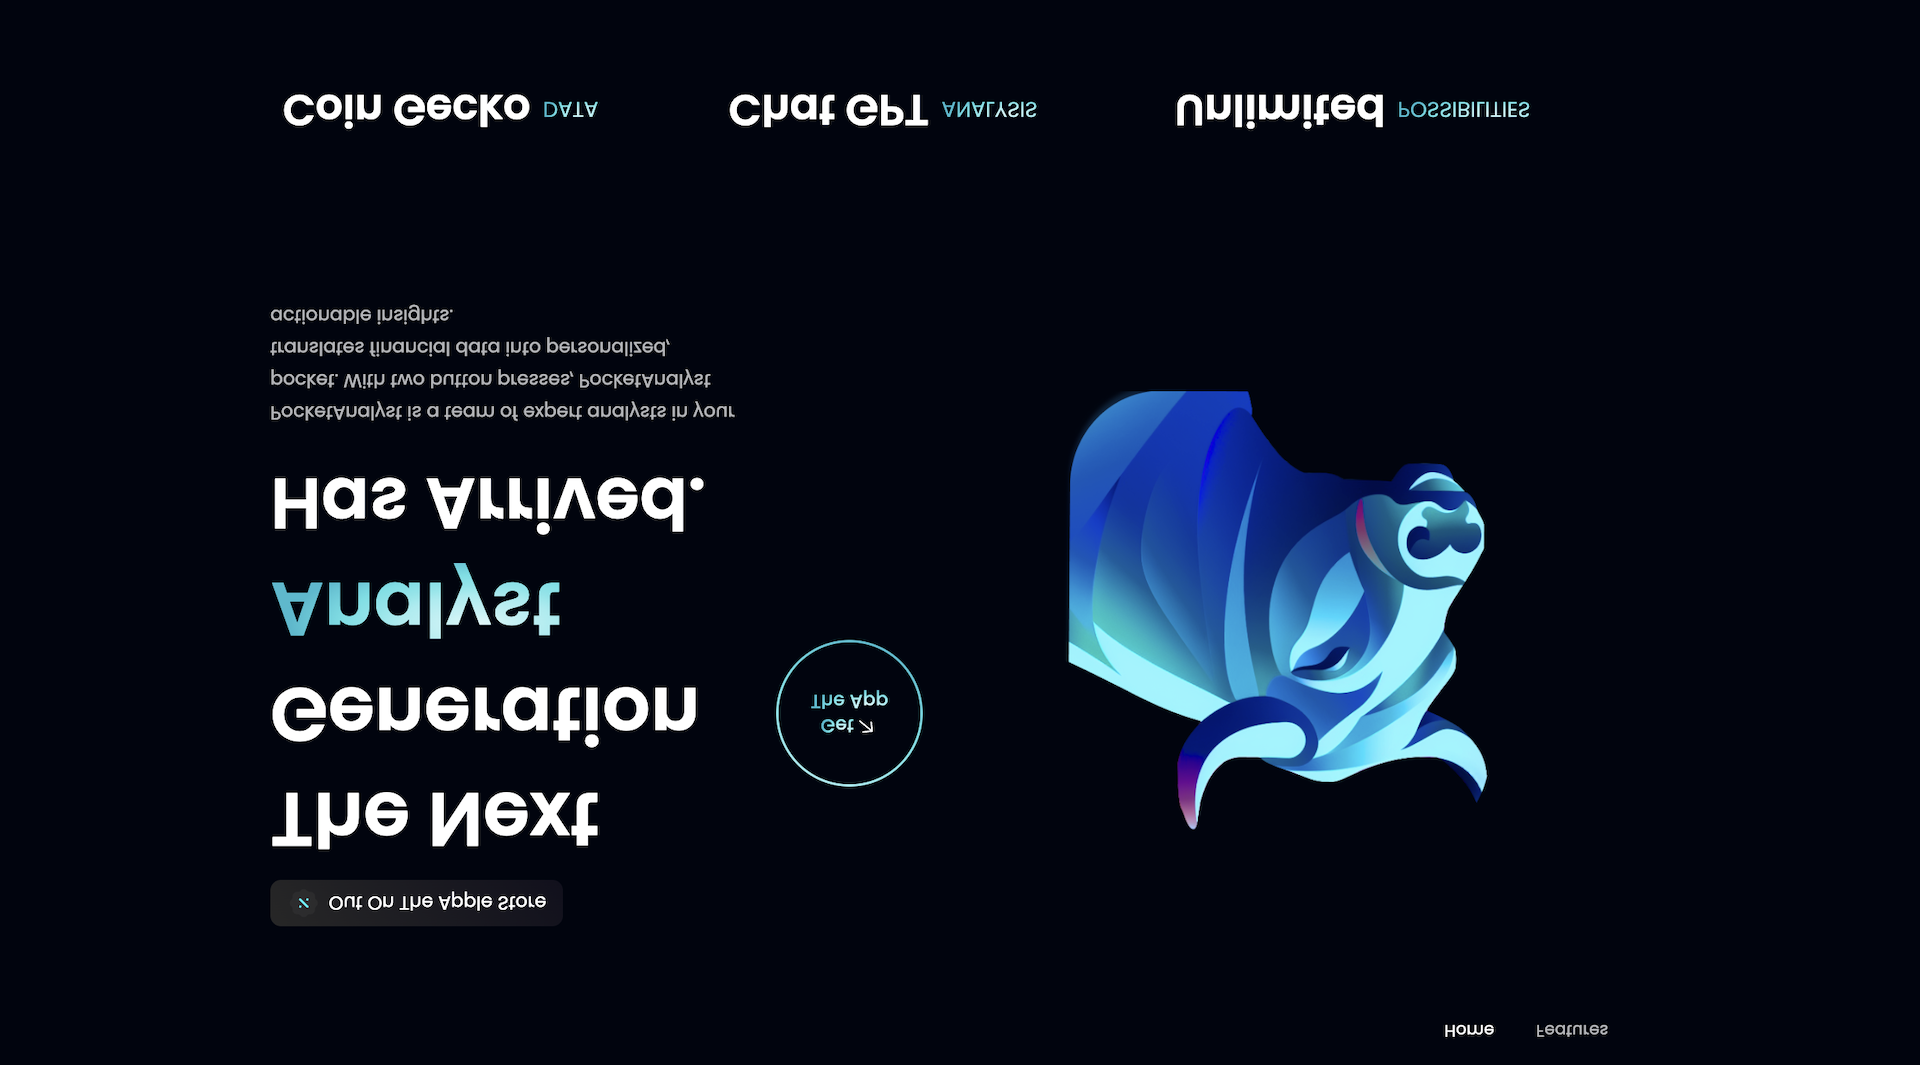 Home
Features
Out On The Apple Store
The Next
Generation
Analyst
Has Arrived.
Get
The App
PocketAnalyst is a team of expert analysts in your
pocket. With two button presses, PocketAnalyst
translates financial data into personalized,
actionable insights.
Coin Gecko DATA
Chat GPT ANALYSIS
Unlimited POSSIBILITIES